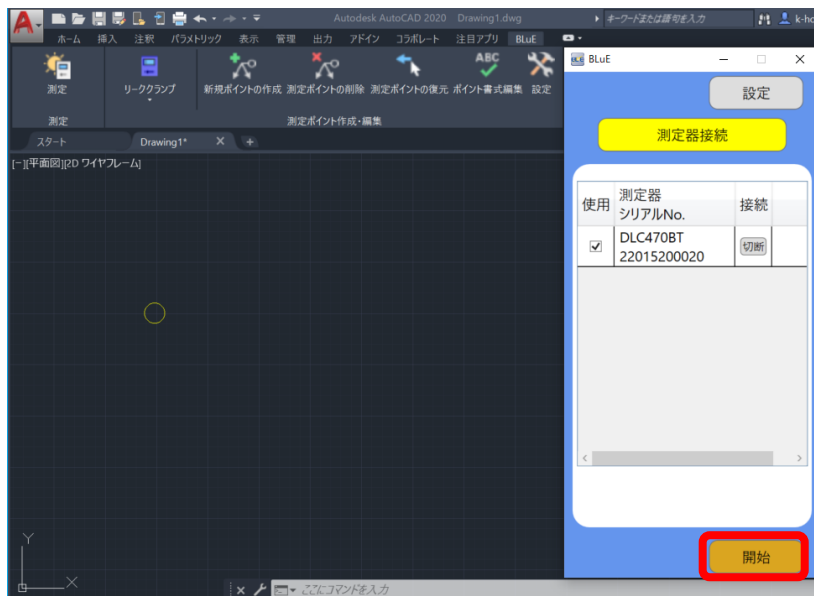 Autodesk AutoCAD 2020 Drawing1.dwg
キーワードまたは語句を入力
k-ho
ホーム 挿入 注釈 パラメトリック 表示 管理 出力 アドイン コラボレート 注目アプリ BLuE
測定
リーククランプ
新規ポイントの作成
測定ポイントの削除
測定ポイントの復元
ABC
ポイント書式編集
設定
測定
測定ポイント作成・編集
スタート
Drawing1*
[−][平面図][2D ワイヤフレーム]
Y
X
ここにコマンドを入力
BLuE
設定
測定器接続
使用
測定器
シリアルNo.
接続
DLC470BT
22015200020
切断
開始